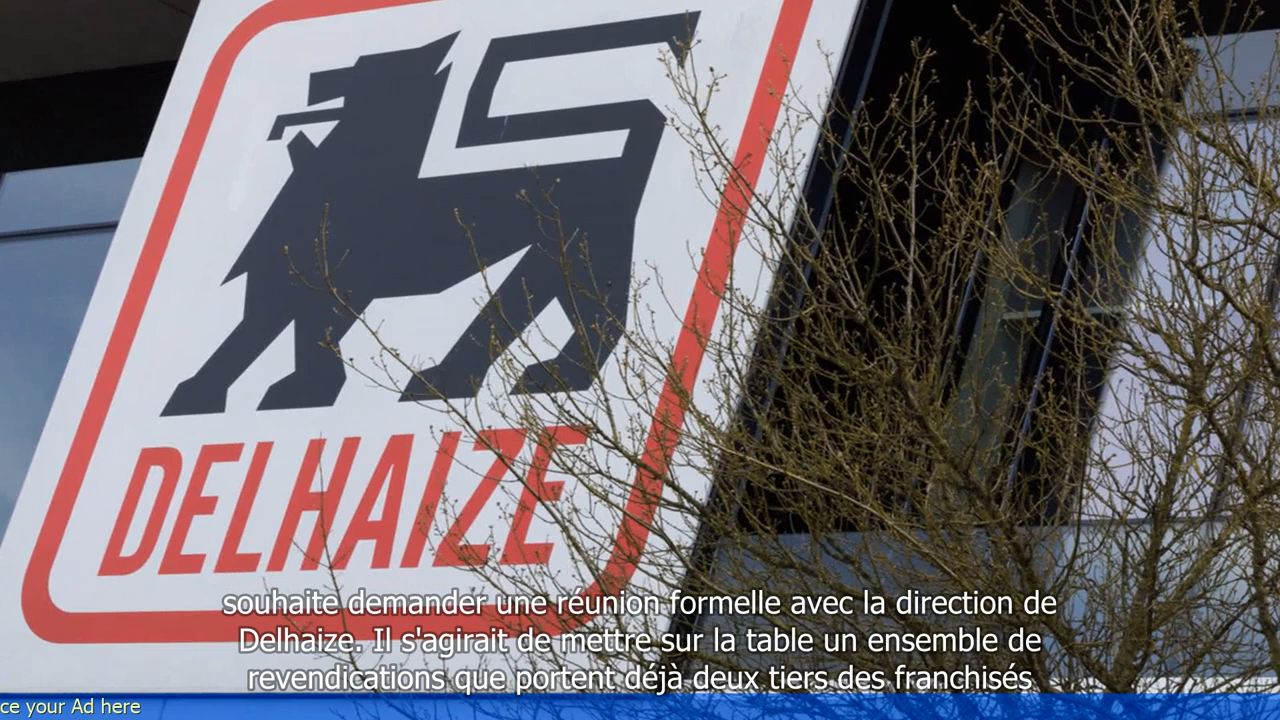 DELHAIZE
souhaite demander une réunion formelle avec la direction de
Delhaize. Il s'agirait de mettre sur la table un ensemble de
revendications que portent déjà deux tiers des franchisés
ce your Ad here